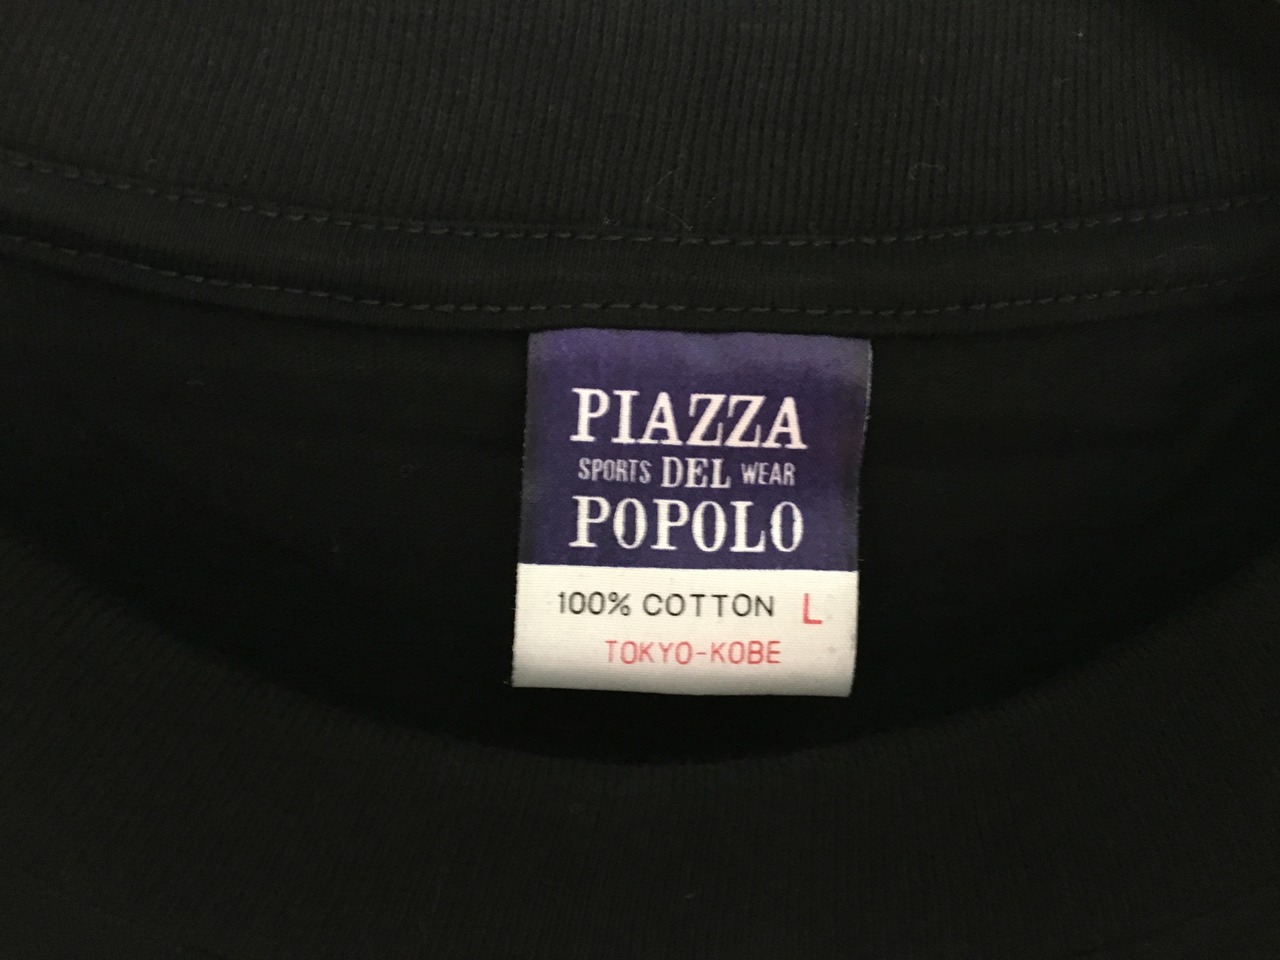 PIAZZA
SPORTS DEL WEAR
POPOLO
100% COTTON L
TOKYO-KOBE